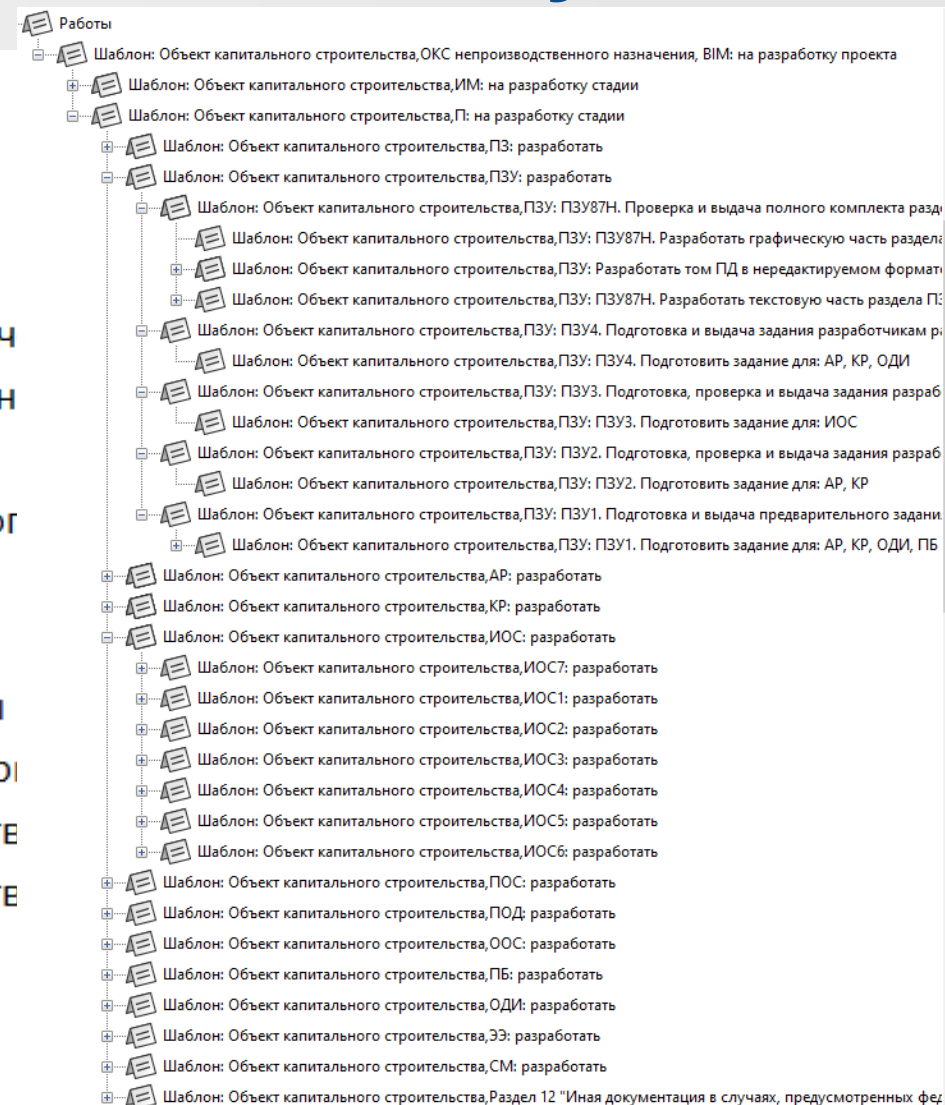 Работы
Шаблон: Объект капитального строительства,ОКС непроизводственного назначения, BIM: на разработку проекта
Шаблон: Объект капитального строительства,ИМ: на разработку стадии
Шаблон: Объект капитального строительства,П: на разработку стадии
Шаблон: Объект капитального строительства,ПЗ: разработать
Шаблон: Объект капитального строительства,ПЗУ: разработать
Шаблон: Объект капитального строительства,ПЗУ: ПЗУ87Н. Проверка и выдача полного комплекта
Шаблон: Объект капитального строительства,ПЗУ: ПЗУ87Н. Разработать графическую часть раздела
Шаблон: Объект капитального строительства,ПЗУ: Разработать том ПД в нередактируемом
Шаблон: Объект капитального строительства,ПЗУ: ПЗУ87Н. Разработать текстовую часть раздела
Шаблон: Объект капитального строительства,ПЗУ: ПЗУ4. Подготовка и выдача задания разработчикам
Шаблон: Объект капитального строительства,ПЗУ: ПЗУ4. Подготовить задание для: АР, КР, ОДИ
Шаблон: Объект капитального строительства,ПЗУ: ПЗУ3. Подготовка, проверка и выдача задания
Шаблон: Объект капитального строительства,ПЗУ: ПЗУ3. Подготовить задание для: ИОС
Шаблон: Объект капитального строительства,ПЗУ: ПЗУ2. Подготовка, проверка и выдача задания
Шаблон: Объект капитального строительства,ПЗУ: ПЗУ2. Подготовить задание для: АР, КР
Шаблон: Объект капитального строительства,ПЗУ: ПЗУ1. Подготовка и выдача предварительного
Шаблон: Объект капитального строительства,ПЗУ: ПЗУ1. Подготовить задание для: АР, КР, ОДИ, ПБ
Шаблон: Объект капитального строительства,АР: разработать
Шаблон: Объект капитального строительства,КР: разработать
Шаблон: Объект капитального строительства,ИОС: разработать
Шаблон: Объект капитального строительства,ИОС7: разработать
Шаблон: Объект капитального строительства,ИОС1: разработать
Шаблон: Объект капитального строительства,ИОС2: разработать
Шаблон: Объект капитального строительства,ИОС3: разработать
Шаблон: Объект капитального строительства,ИОС4: разработать
Шаблон: Объект капитального строительства,ИОС5: разработать
Шаблон: Объект капитального строительства,ИОС6: разработать
Шаблон: Объект капитального строительства,ПОС: разработать
Шаблон: Объект капитального строительства,ПОД: разработать
Шаблон: Объект капитального строительства,ООС: разработать
Шаблон: Объект капитального строительства,ПБ: разработать
Шаблон: Объект капитального строительства,ОДИ: разработать
Шаблон: Объект капитального строительства,ЭЭ: разработать
Шаблон: Объект капитального строительства,СМ: разработать
Шаблон: Объект капитального строительства,Раздел 12 "Иная документация в случаях, предусмотренных